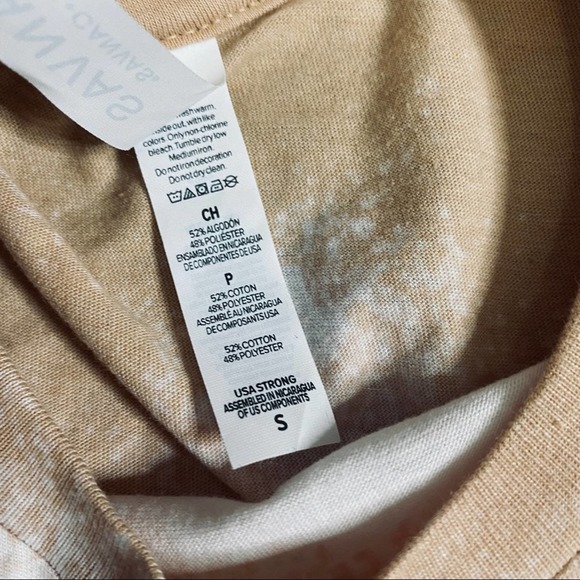 CANVAS.
CANVAS
wash warm,
inside out, with like
colors. Only non-chlorine
bleach. Tumble dry low
Medium iron.
Do not iron decoration
Do not dry clean.
CH
52% ALGODÓN
48% POLIÉSTER
ENSAMBLADO EN NICARAGUA
DE COMPONENTES DE USA
P
52% COTON
48% POLYESTER
ASSEMBLÉ AU NICARAGUA
DE COMPOSANTS USA
52% COTTON
48% POLYESTER
USA STRONG
ASSEMBLED IN NICARAGUA
OF US COMPONENTS
S